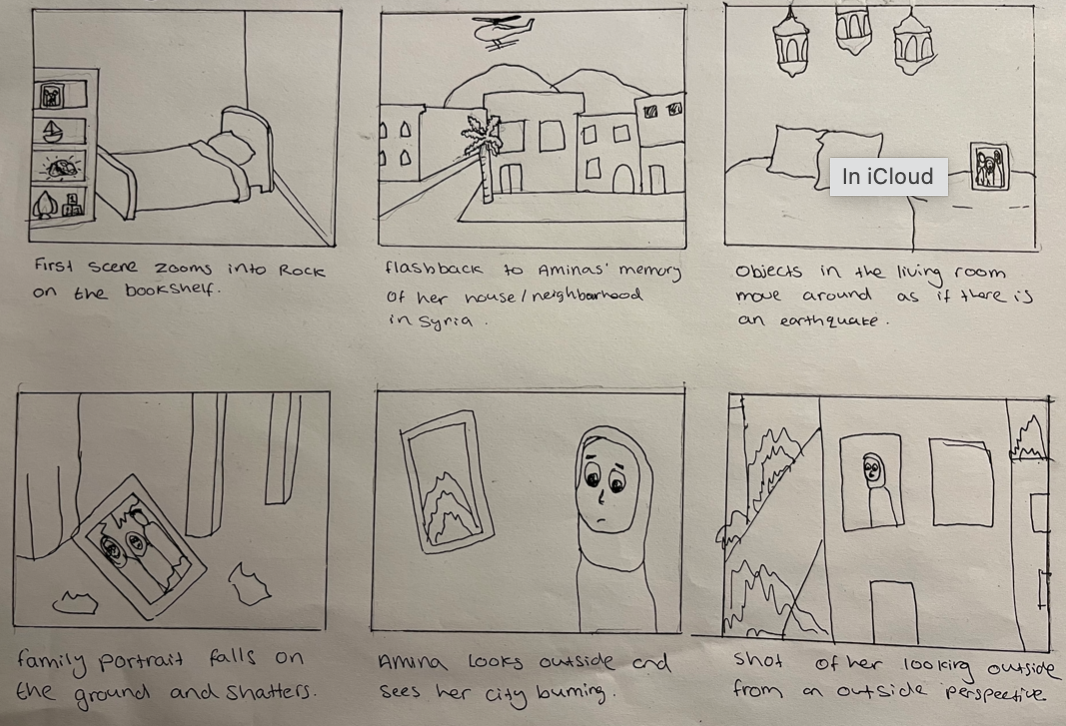 First scene zooms into Rock
on the bookshelf.
flashback to Aminas' memory
of her house/neighborhood
in Syria.
In iCloud
objects in the living room
move around as if there is
an earthquake.
family portrait falls on
the ground and shatters.
Amina looks outside and
sees her city burning.
Shot of her looking outside
from an outside perspective